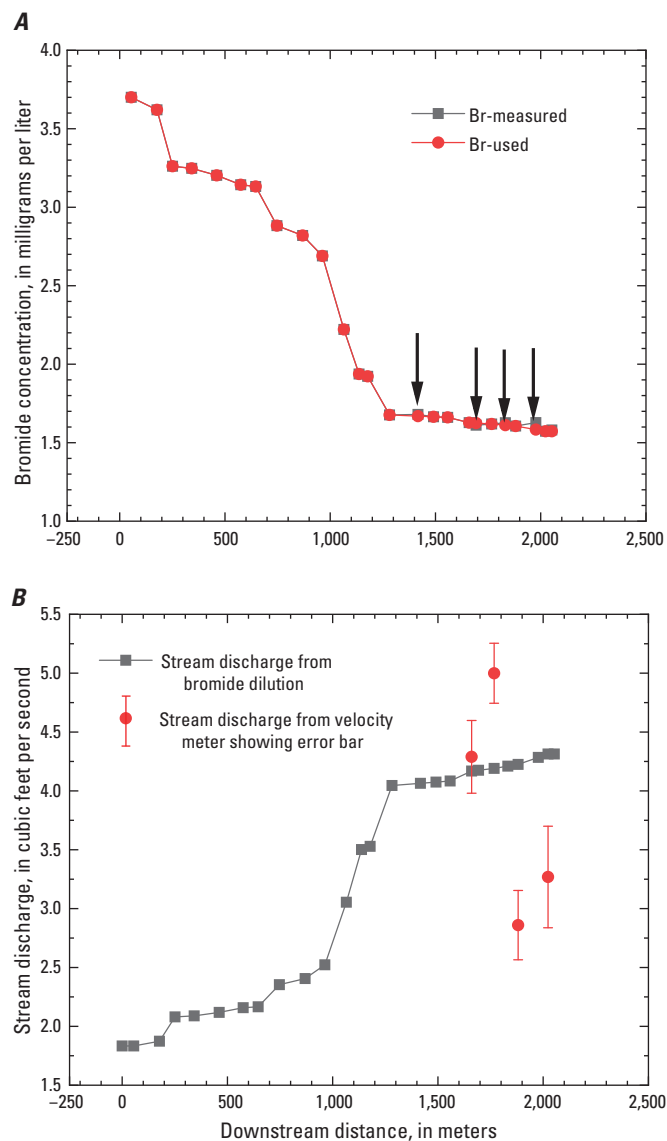 A
Bromide concentration, in milligrams per liter
4.0
3.5
3.0
2.5
2.0
1.5
1.0
Br-measured
Br-used
–250 0 500 1,000 1,500 2,000 2,500
B
Stream discharge, in cubic feet per second
5.5
5.0
4.5
4.0
3.5
3.0
2.5
2.0
1.5
Stream discharge from
bromide dilution
Stream discharge from velocity
meter showing error bar
–250 0 500 1,000 1,500 2,000 2,500
Downstream distance, in meters